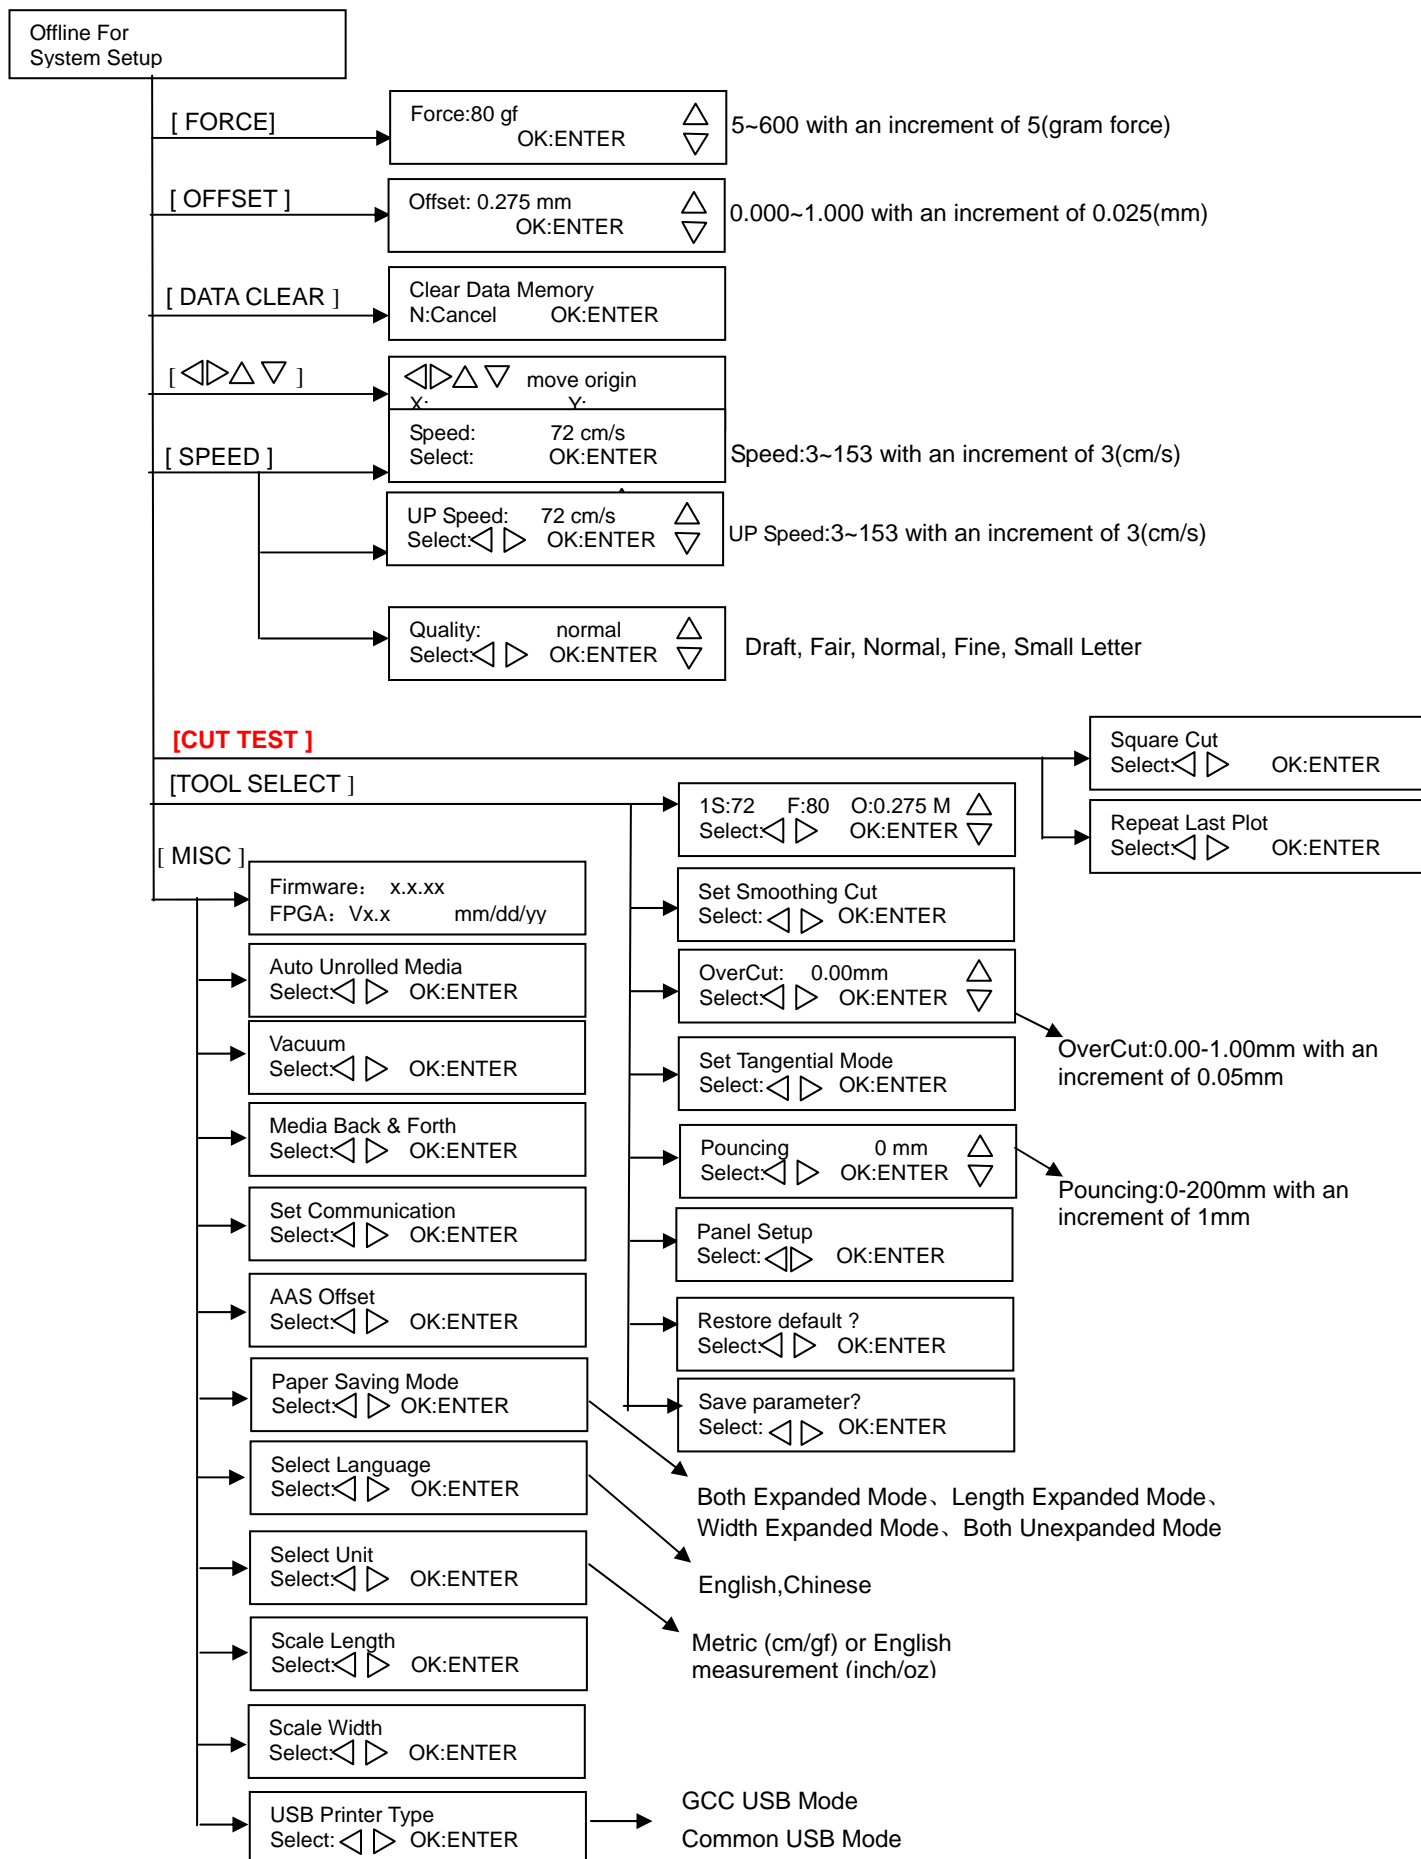 Offline For
System Setup
[ FORCE]
Force:80 gf
OK:ENTER
5~600 with an increment of 5(gram force)
[ OFFSET ]
Offset: 0.275 mm
OK:ENTER
0.000~1.000 with an increment of 0.025(mm)
[ DATA CLEAR ]
Clear Data Memory
N:Cancel OK:ENTER
[ ◁▷△ ▽ ]
◁▷△ ▽ move origin
X: Y:
[ SPEED ]
Speed: 72 cm/s
Select: OK:ENTER
Speed:3~153 with an increment of 3(cm/s)
UP Speed: 72 cm/s △
Select:◁ ▷ OK:ENTER ▽
UP Speed:3~153 with an increment of 3(cm/s)
Quality: normal △
Select:◁ ▷ OK:ENTER ▽
Draft, Fair, Normal, Fine, Small Letter
[CUT TEST ]
Square Cut
Select:◁ ▷ OK:ENTER
Repeat Last Plot
Select:◁ ▷ OK:ENTER
[TOOL SELECT ]
1S:72 F:80 O:0.275 M △
Select:◁ ▷ OK:ENTER ▽
Set Smoothing Cut
Select: ◁ ▷ OK:ENTER
OverCut: 0.00mm △
Select:◁ ▷ OK:ENTER ▽
OverCut:0.00-1.00mm with an
increment of 0.05mm
Set Tangential Mode
Select: ◁ ▷ OK:ENTER
Pouncing 0 mm △
Select:◁ ▷ OK:ENTER ▽
Pouncing:0-200mm with an
increment of 1mm
Panel Setup
Select: ◁▷ OK:ENTER
Restore default ?
Select:◁ ▷ OK:ENTER
Save parameter?
Select: ◁ ▷ OK:ENTER
[ MISC ]
Firmware： x.x.xx
FPGA：Vx.x mm/dd/yy
Auto Unrolled Media
Select:◁ ▷ OK:ENTER
Vacuum
Select:◁ ▷ OK:ENTER
Media Back & Forth
Select:◁ ▷ OK:ENTER
Set Communication
Select:◁ ▷ OK:ENTER
AAS Offset
Select:◁ ▷ OK:ENTER
Paper Saving Mode
Select:◁ ▷ OK:ENTER
Both Expanded Mode、Length Expanded Mode、
Width Expanded Mode、Both Unexpanded Mode
Select Language
Select:◁ ▷ OK:ENTER
English,Chinese
Select Unit
Select:◁ ▷ OK:ENTER
Metric (cm/gf) or English
measurement (inch/oz)
Scale Length
Select:◁ ▷ OK:ENTER
Scale Width
Select:◁ ▷ OK:ENTER
USB Printer Type
Select: ◁ ▷ OK:ENTER
GCC USB Mode
Common USB Mode